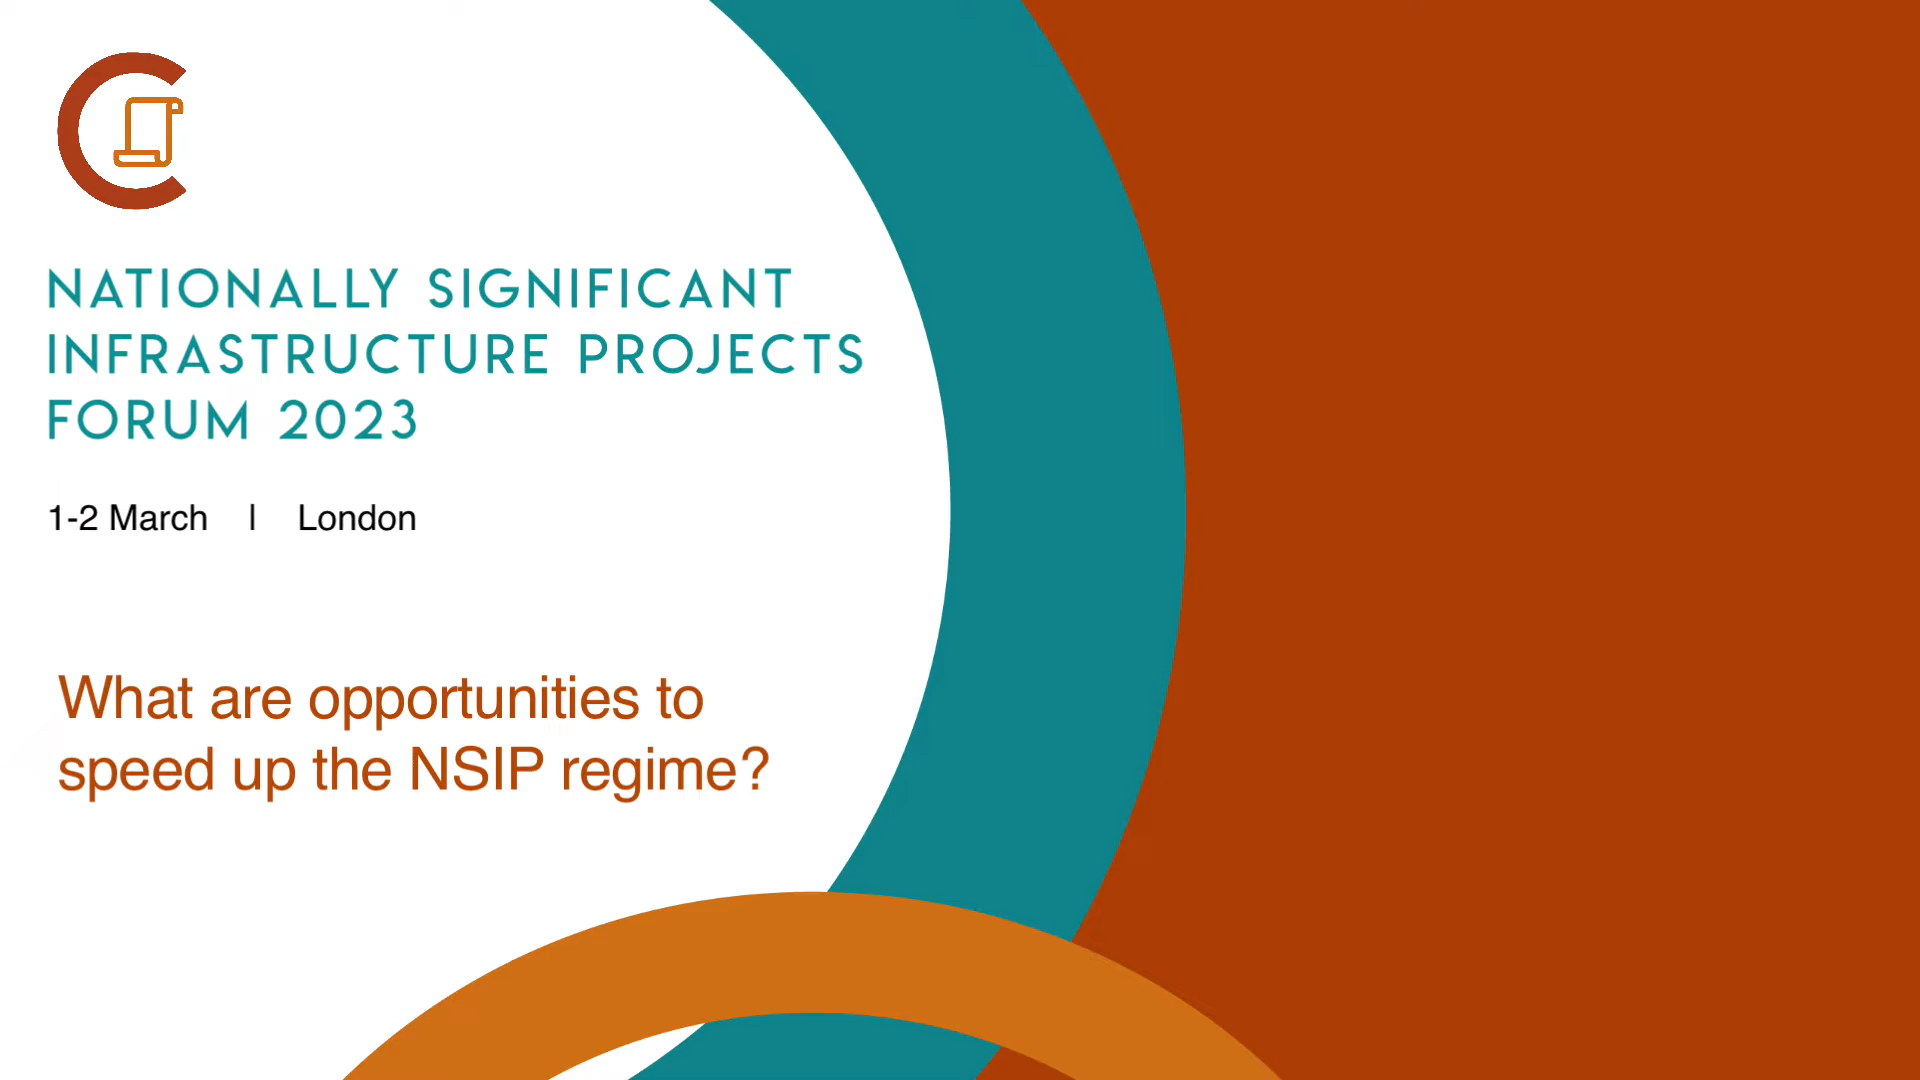 NATIONALLY SIGNIFICANT
INFRASTRUCTURE PROJECTS
FORUM 2023
1-2 March | London
What are opportunities to
speed up the NSIP regime?